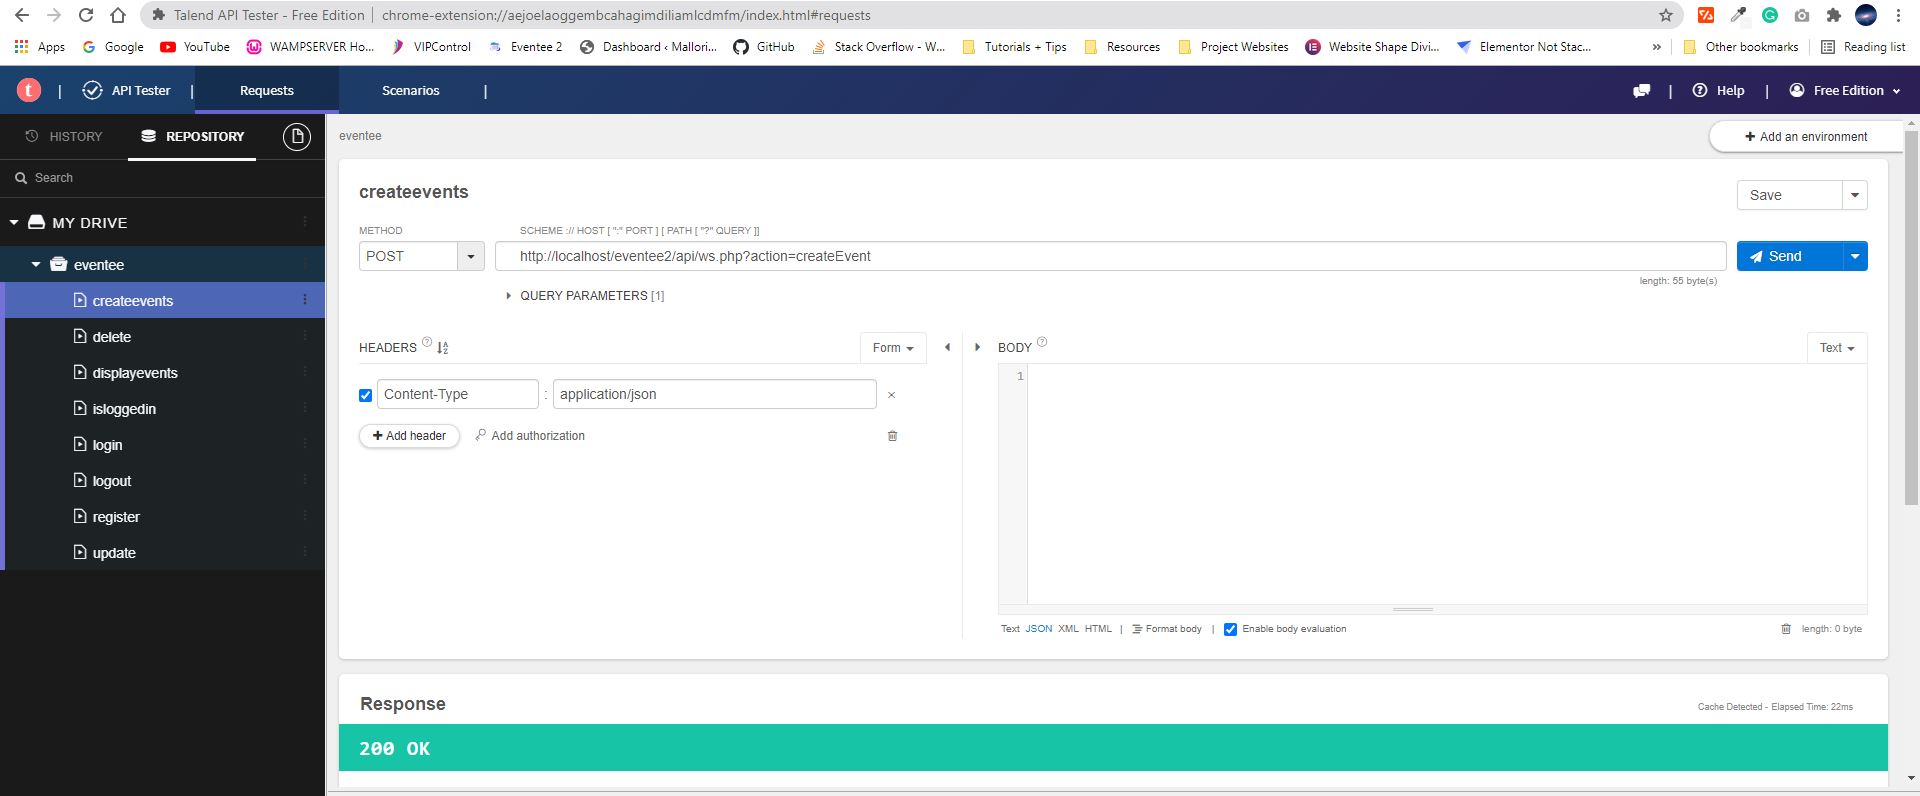 Talend API Tester - Free Edition | chrome-extension://aejoelaoggembcahagimdiliamlcdmfm/index.html#requests
Apps Google YouTube WAMPSERVER Ho... VIPControl Eventee 2 Dashboard ‹ Mallori... GitHub Stack Overflow - W... Tutorials + Tips Resources Project Websites Website Shape Divi... Elementor Not Stac... » Other bookmarks Reading list
t | API Tester | Requests Scenarios | | Help | Free Edition
HISTORY REPOSITORY
Search
MY DRIVE
eventee
createevents
delete
displayevents
isloggedin
login
logout
register
update
eventee
+ Add an environment
createevents
Save
METHOD SCHEME :// HOST [ ":" PORT ] [ PATH [ "?" QUERY ]]
POST http://localhost/eventee2/api/ws.php?action=createEvent Send
length: 55 byte(s)
QUERY PARAMETERS [1]
HEADERS ? Form
Content-Type : application/json ×
+ Add header Add authorization
BODY ? Text
1
Text JSON XML HTML | Format body | Enable body evaluation length: 0 byte
Response
Cache Detected - Elapsed Time: 22ms
200 OK